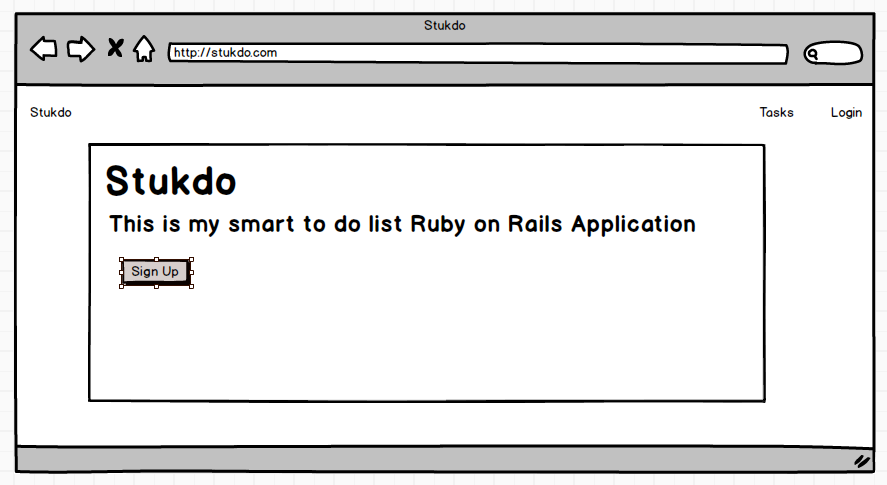 Stukdo
http://stukdo.com
Stukdo Tasks Login
Stukdo
This is my smart to do list Ruby on Rails Application
Sign Up